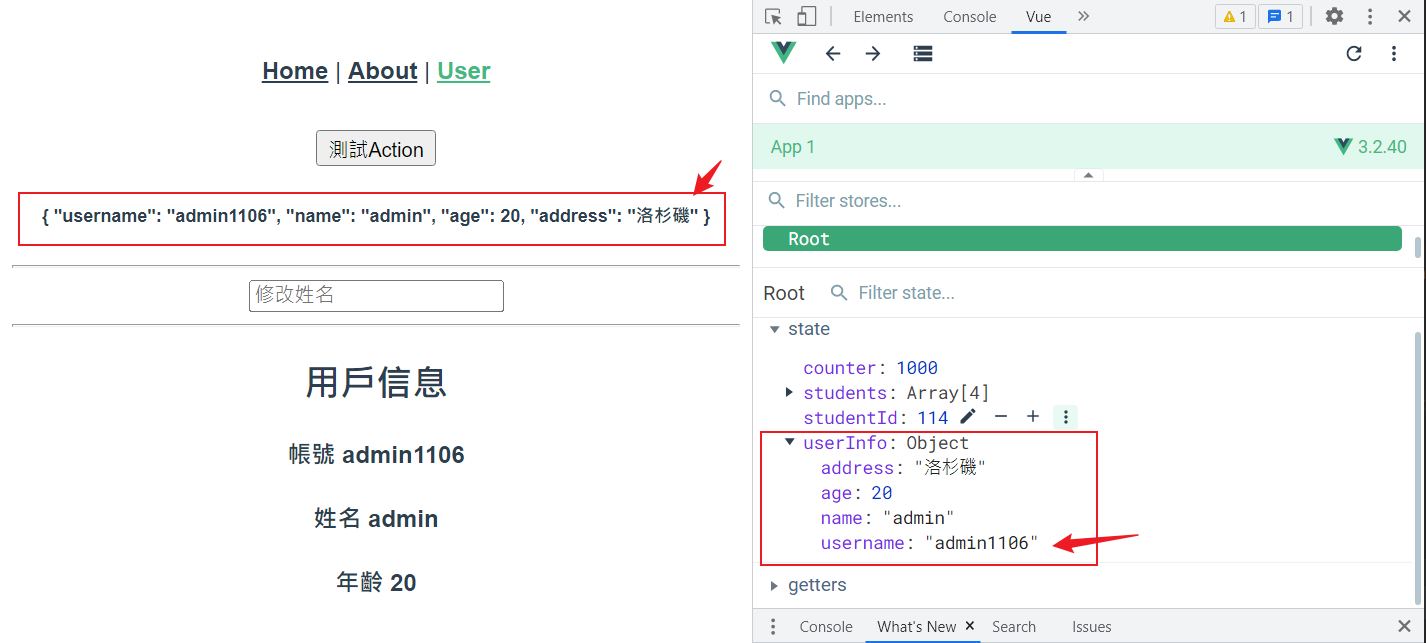 Home | About | User
測試Action
{ "username": "admin1106", "name": "admin", "age": 20, "address": "洛杉磯" }
修改姓名
用戶信息
帳號 admin1106
姓名 admin
年齡 20
Elements Console Vue » 1 1
Find apps...
App 1 3.2.40
Filter stores...
Root
Root Filter state...
state
counter: 1000
students: Array[4]
studentId: 114
userInfo: Object
address: "洛杉磯"
age: 20
name: "admin"
username: "admin1106"
getters
Console What's New × Search Issues